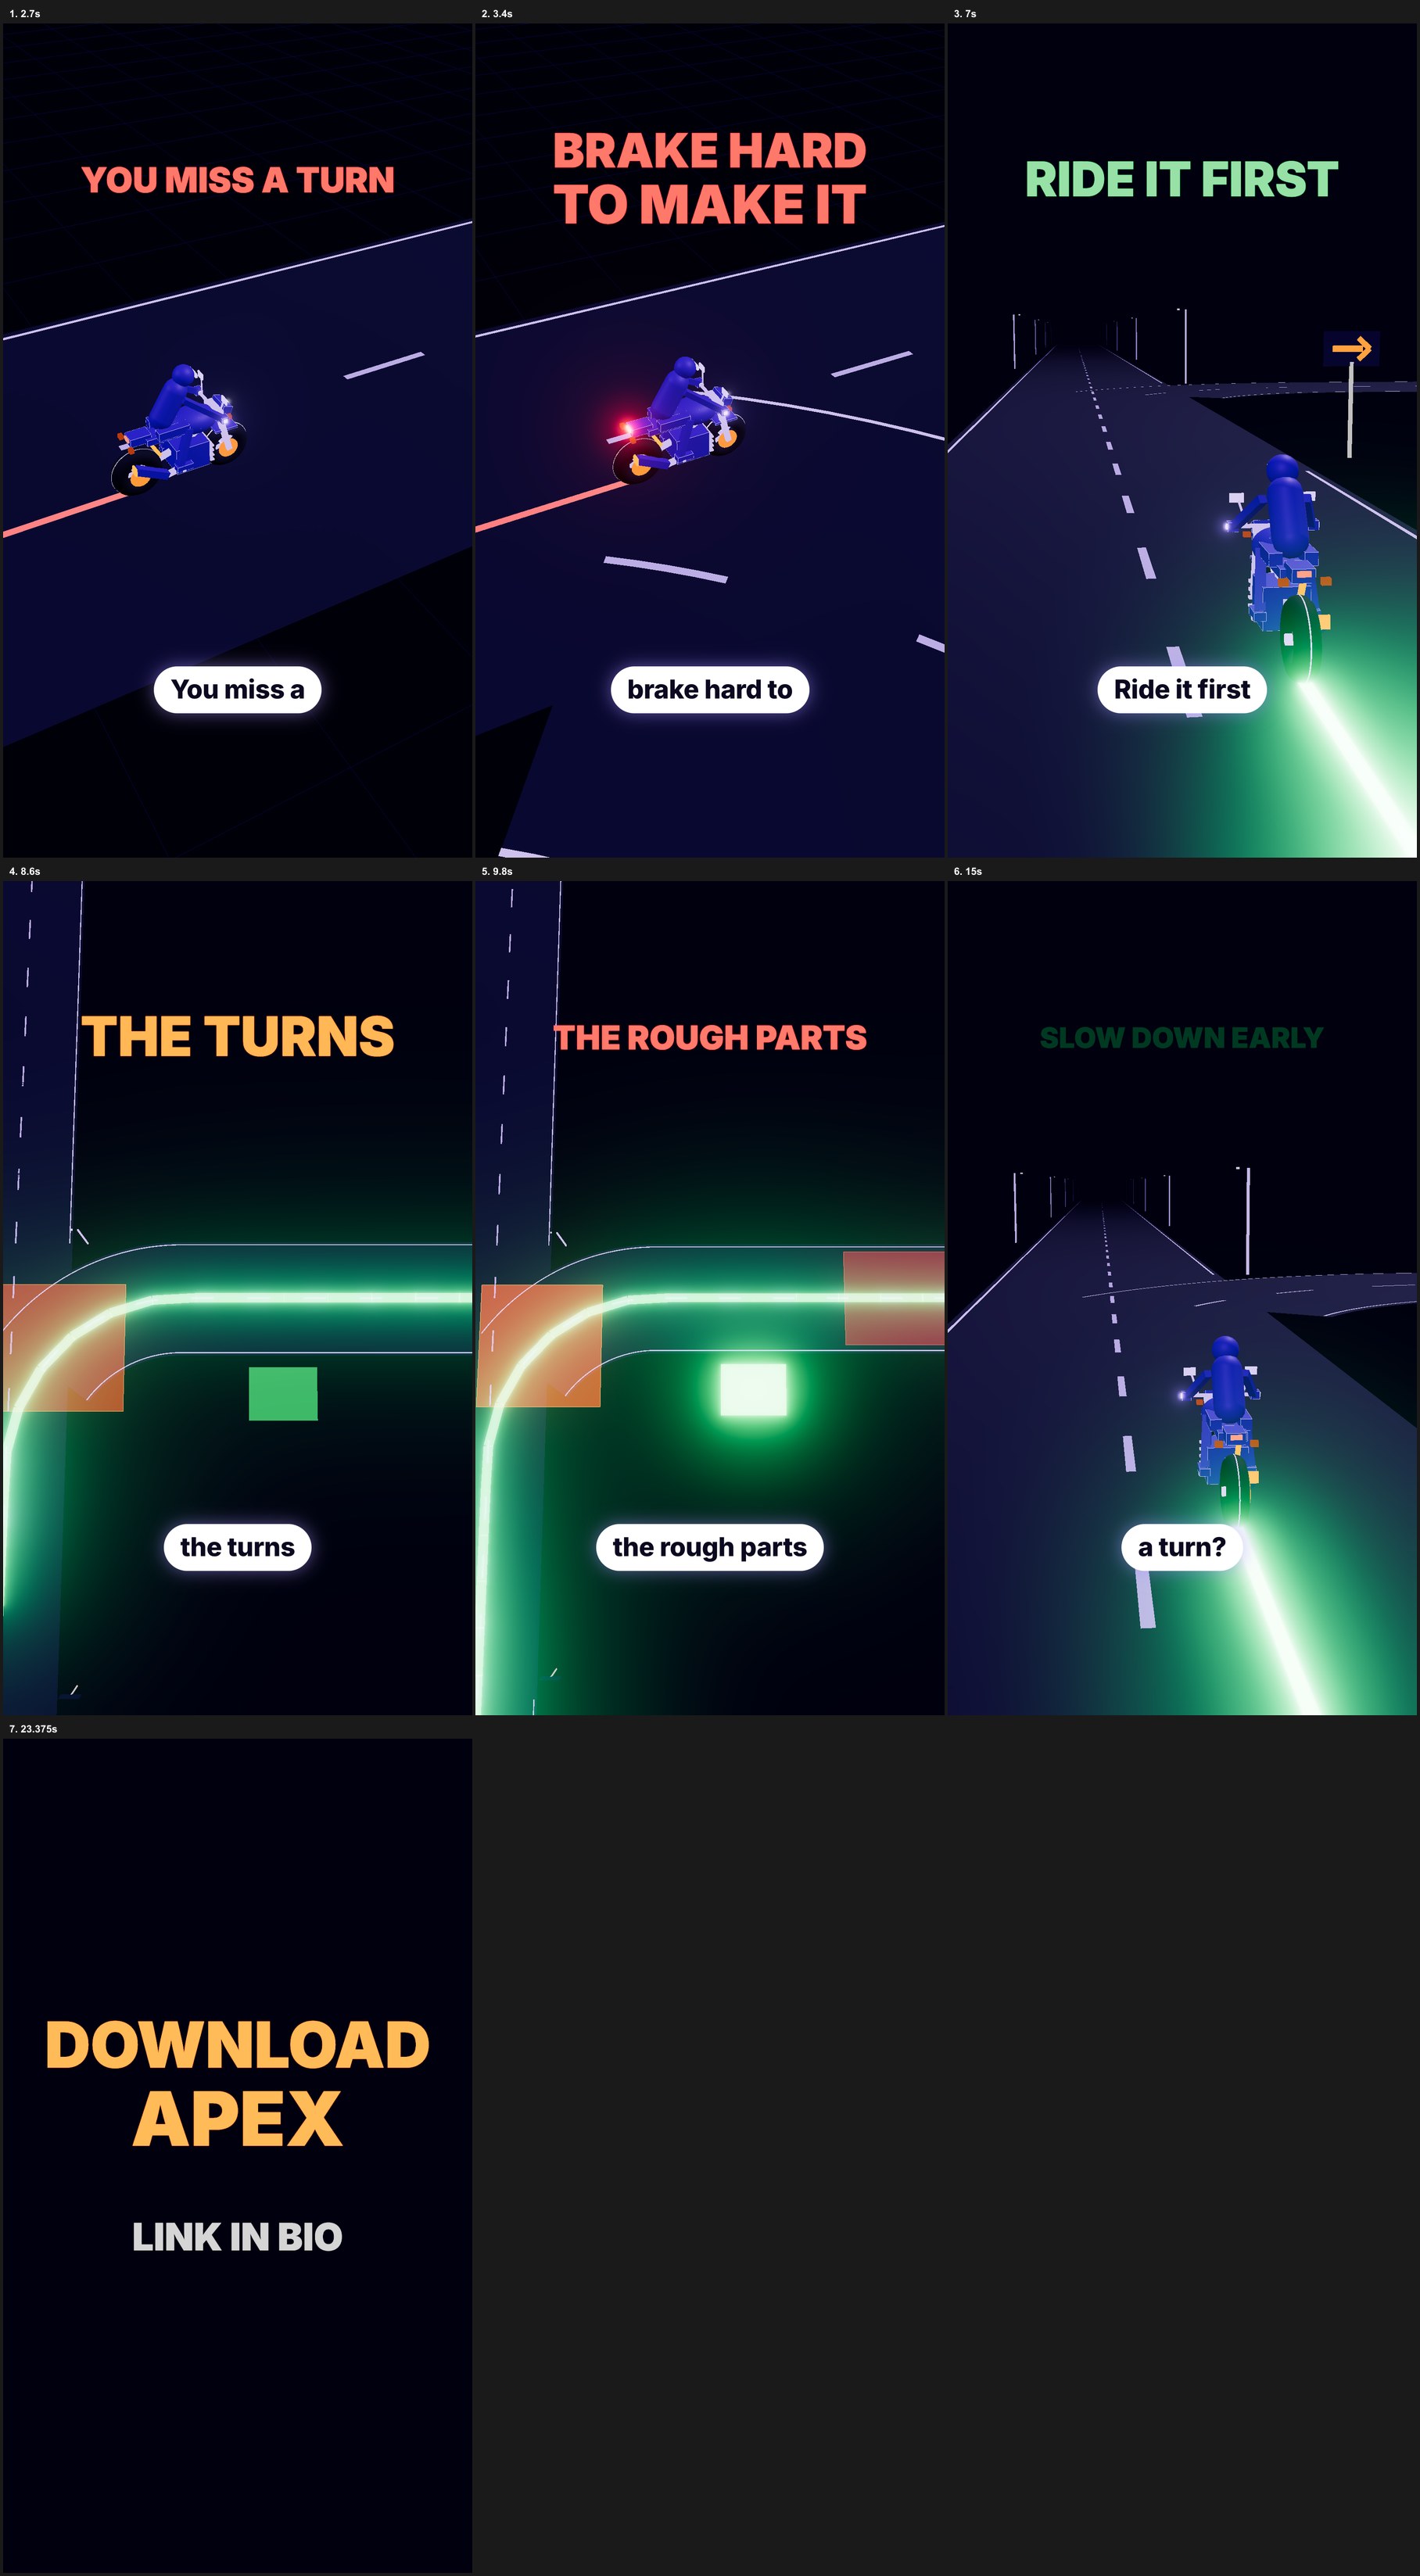 1. 2.7s
2. 3.4s
3. 7s
YOU MISS A TURN
BRAKE HARD
TO MAKE IT
RIDE IT FIRST
You miss a
brake hard to
Ride it first
4. 8.6s
5. 9.8s
6. 15s
THE TURNS
THE ROUGH PARTS
SLOW DOWN EARLY
the turns
the rough parts
a turn?
7. 23.375s
DOWNLOAD
APEX
LINK IN BIO